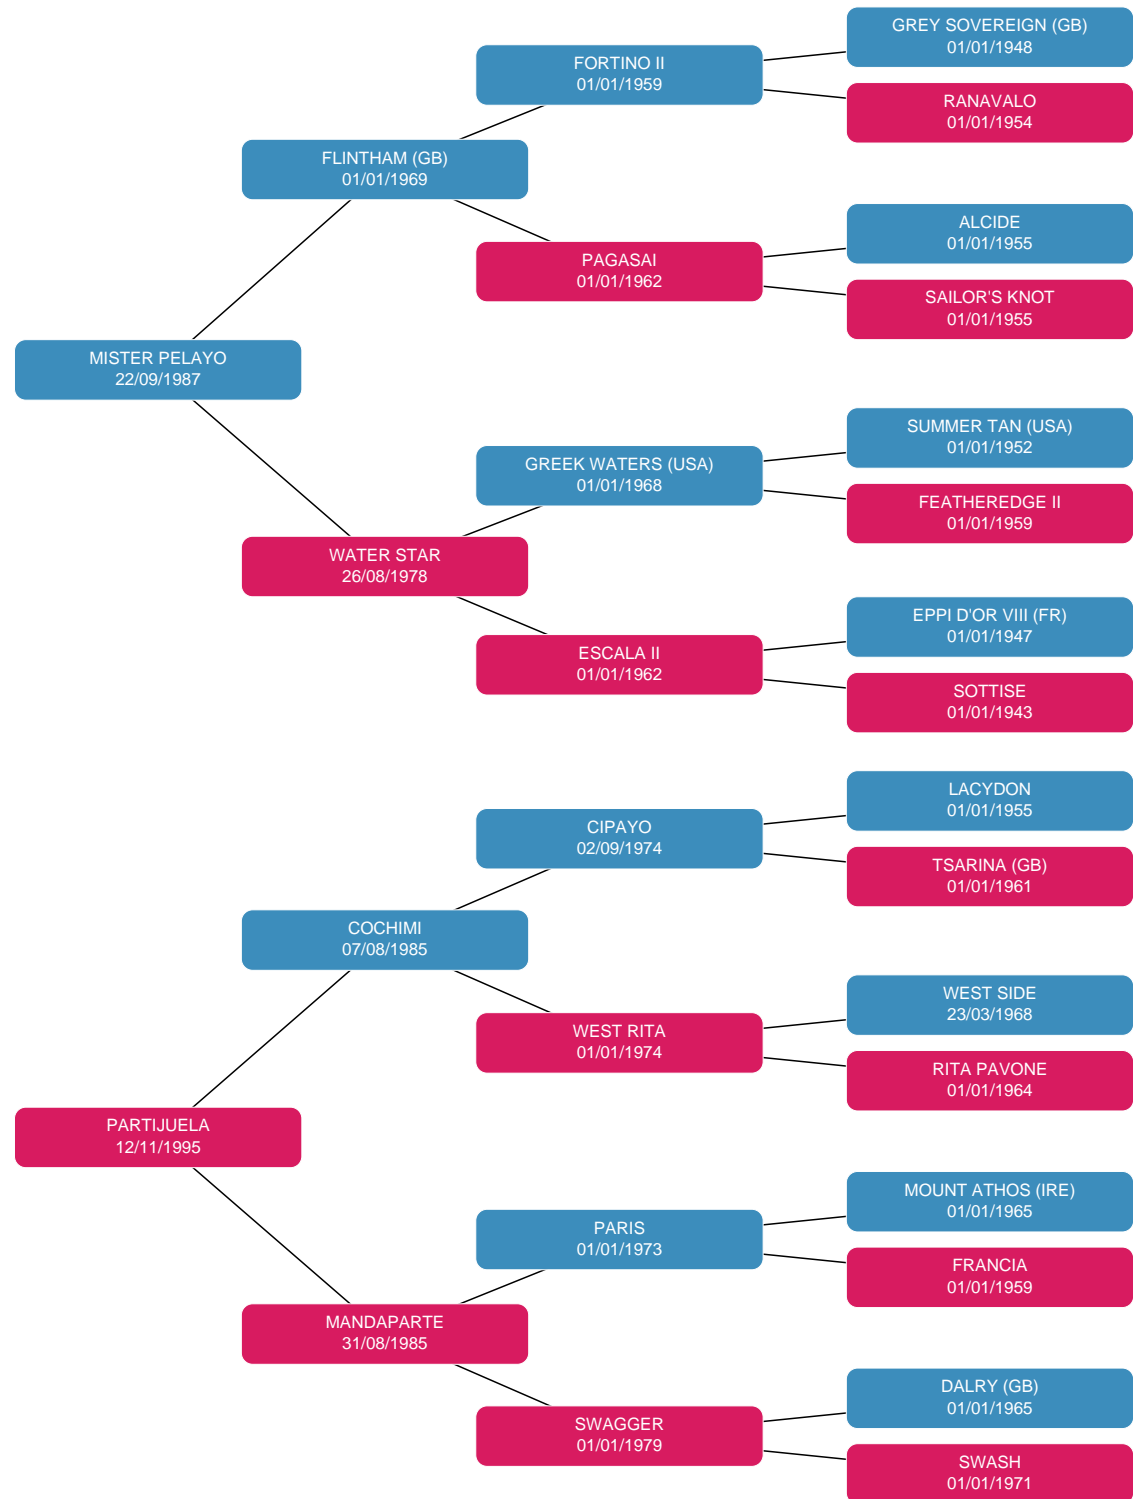 GREY SOVEREIGN (GB)
01/01/1948
FORTINO II
01/01/1959
RANAVALO
01/01/1954
FLINTHAM (GB)
01/01/1969
ALCIDE
01/01/1955
PAGASAI
01/01/1962
SAILOR'S KNOT
01/01/1955
MISTER PELAYO
22/09/1987
SUMMER TAN (USA)
01/01/1952
GREEK WATERS (USA)
01/01/1968
FEATHEREDGE II
01/01/1959
WATER STAR
26/08/1978
EPPI D'OR VIII (FR)
01/01/1947
ESCALA II
01/01/1962
SOTTISE
01/01/1943
LACYDON
01/01/1955
CIPAYO
02/09/1974
TSARINA (GB)
01/01/1961
COCHIMI
07/08/1985
WEST SIDE
23/03/1968
WEST RITA
01/01/1974
RITA PAVONE
01/01/1964
PARTIJUELA
12/11/1995
MOUNT ATHOS (IRE)
01/01/1965
PARIS
01/01/1973
FRANCIA
01/01/1959
MANDAPARTE
31/08/1985
DALRY (GB)
01/01/1965
SWAGGER
01/01/1979
SWASH
01/01/1971